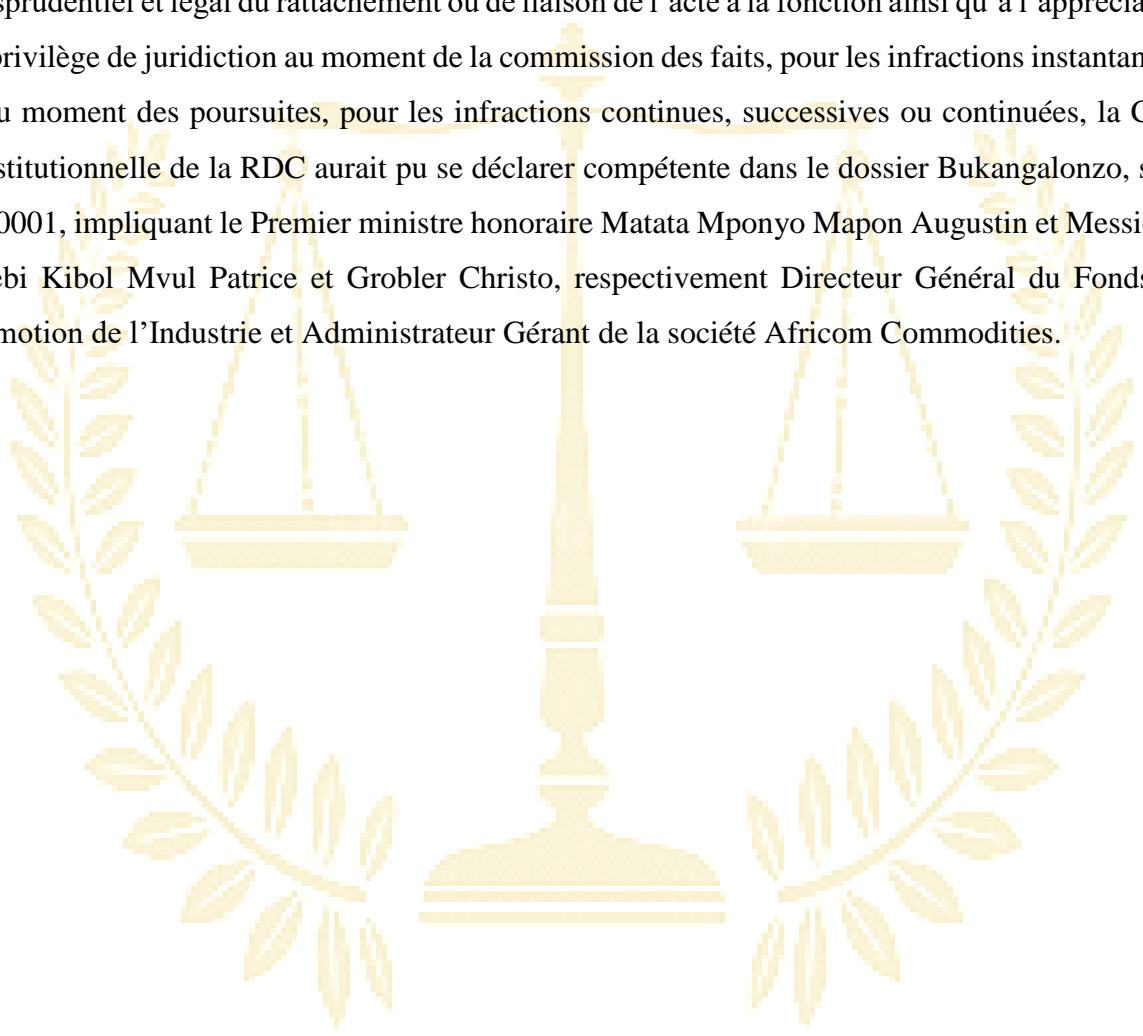 sprudentiel et légal du rattachement ou de liaison de l’acte à la fonction ainsi qu’à l’apprécia
privilège de juridiction au moment de la commission des faits, pour les infractions instantan
u moment des poursuites, pour les infractions continues, successives ou continuées, la C
stitutionnelle de la RDC aurait pu se déclarer compétente dans le dossier Bukangalonzo, s
0001, impliquant le Premier ministre honoraire Matata Mponyo Mapon Augustin et Messi
ebi Kibol Mvul Patrice et Grobler Christo, respectivement Directeur Général du Fonds
motion de l’Industrie et Administrateur Gérant de la société Africom Commodities.